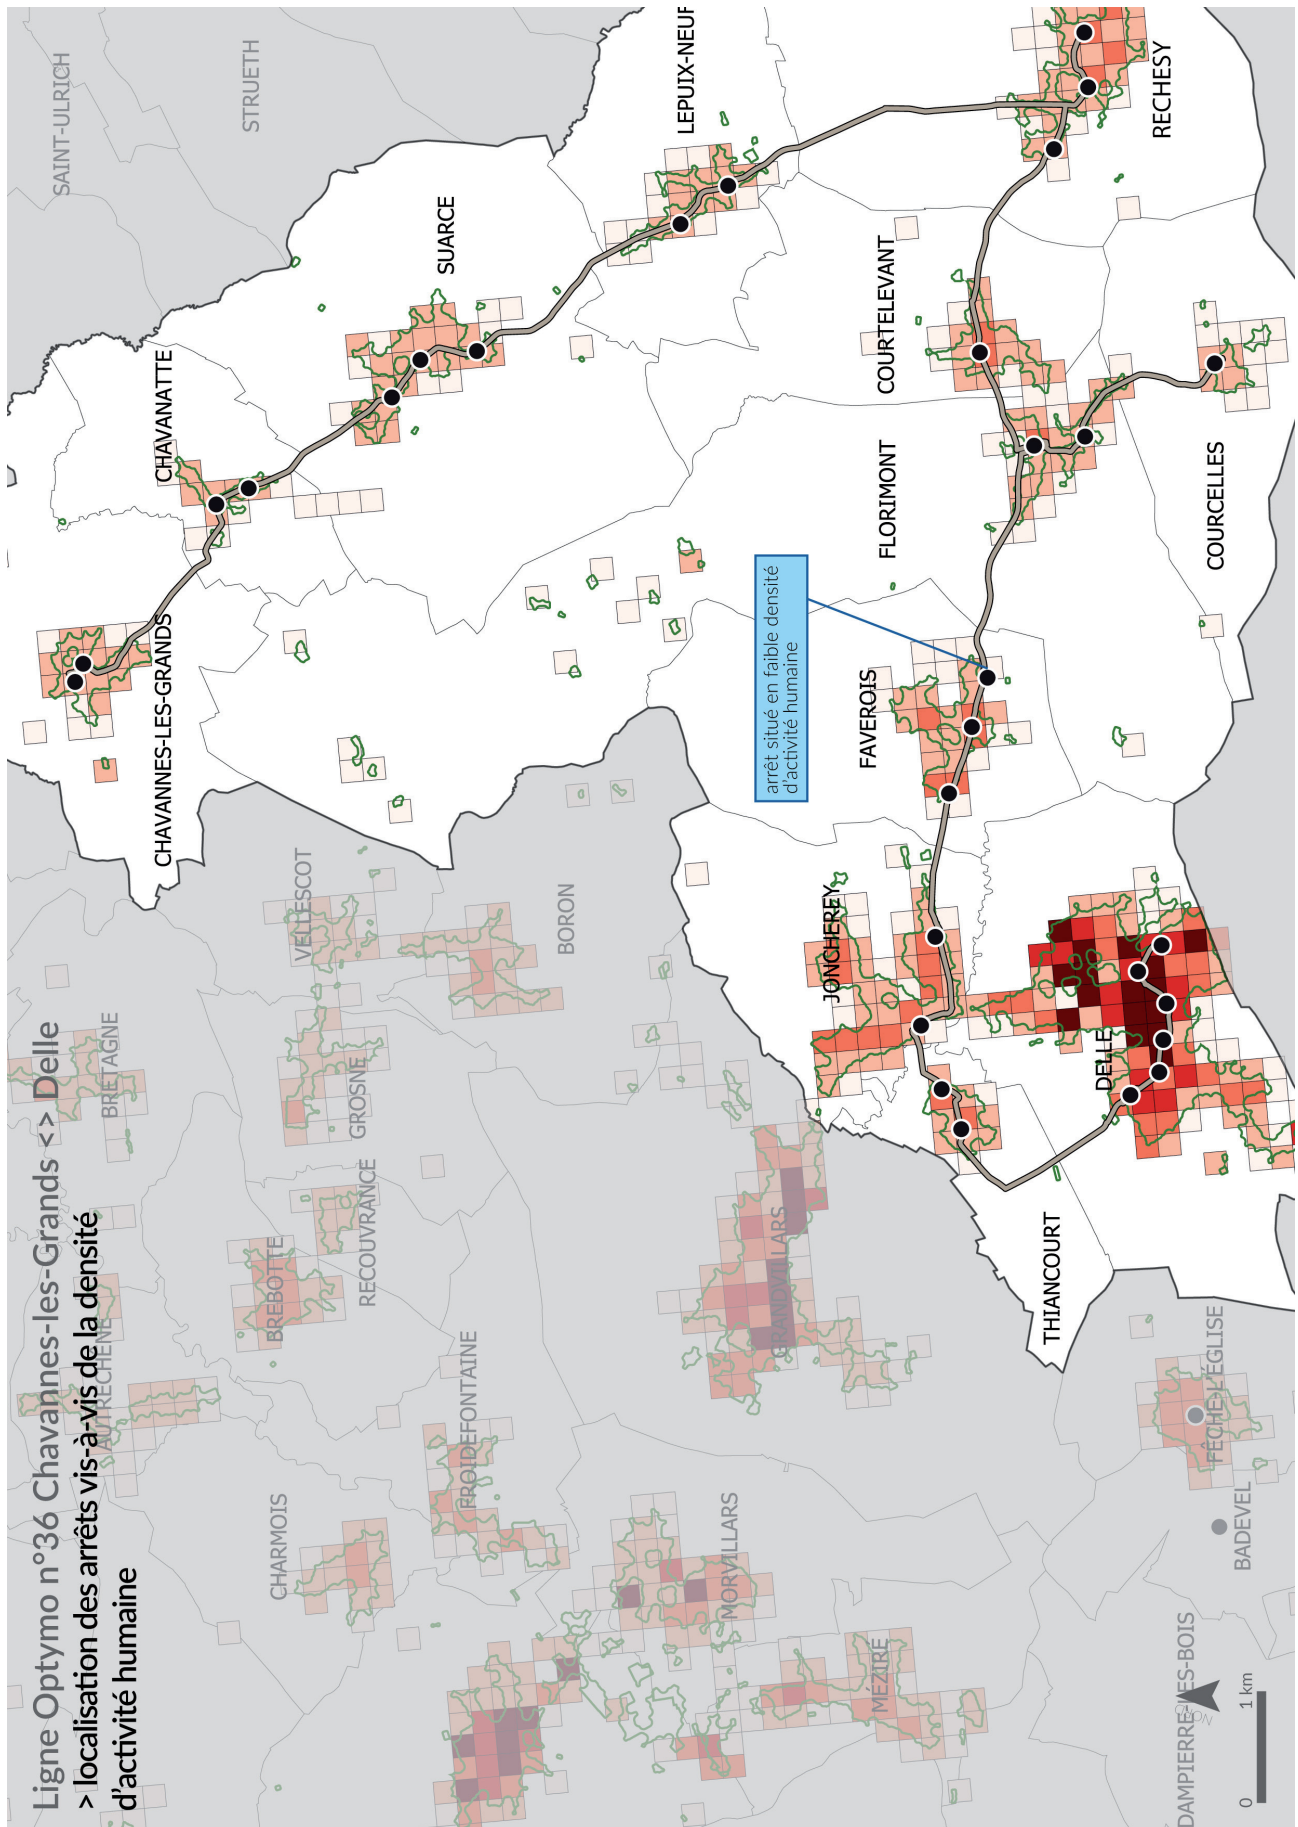 Ligne Optymo n°36 Chavannes-les-Grands <> Delle
> localisation des arrêts vis-à-vis de la densité
d'activité humaine
SAINT-ULRICH
STRUETH
LEPUIX-NEUF
RECHESY
SUARCE
CHAVANATTE
COURTELEVANT
CHAVANNES-LES-GRANDS
FLORIMONT
COURCELLES
arrêt situé en faible densité
d'activité humaine
FAVEROIS
VELLESCOT
BORON
JONCHEREY
BRETAGNE
GROSNE
DELLE
RECOUVRANCE
BREBOTTE
AUTRECHÊNE
GRANDVILLARS
THIANCOURT
FROIDEFONTAINE
FÊCHE-L'ÉGLISE
CHARMOIS
MORVILLARS
BADEVEL
MÉZIRÉ
DAMPIERRE-LES-BOIS
NORD
0 1 km